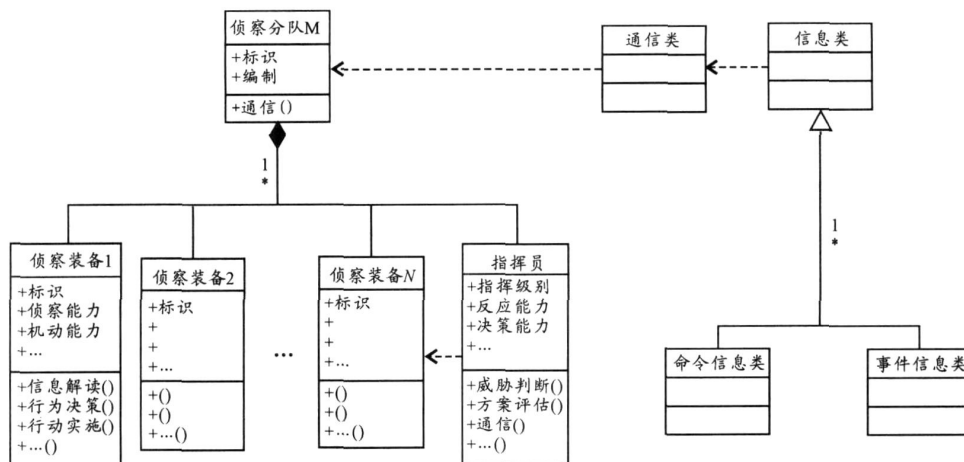 侦察分队M
+标识
+编制
+通信()
通信类
信息类
1
*
侦察装备1
+标识
+侦察能力
+机动能力
+...
+信息解读()
+行为决策()
+行动实施()
+...()
侦察装备2
+标识
+
+
+...
+()
+()
+...()
...
侦察装备N
+标识
+
+
+...
+()
+()
+...()
指挥员
+指挥级别
+反应能力
+决策能力
+...
+威胁判断()
+方案评估()
+通信()
+...()
1
*
命令信息类
事件信息类